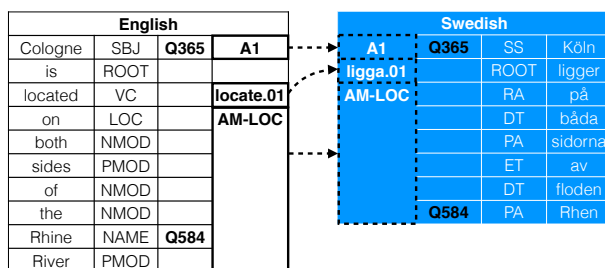 English Swedish
Cologne SBJ Q365 A1 A1 Q365 SS Köln
is ROOT ligga.01 ROOT ligger
located VC locate.01 AM-LOC RA på
on LOC AM-LOC DT båda
both NMOD PA sidorna
sides PMOD ET av
of NMOD DT floden
the NMOD Q584 PA Rhen
Rhine NAME Q584
River PMOD